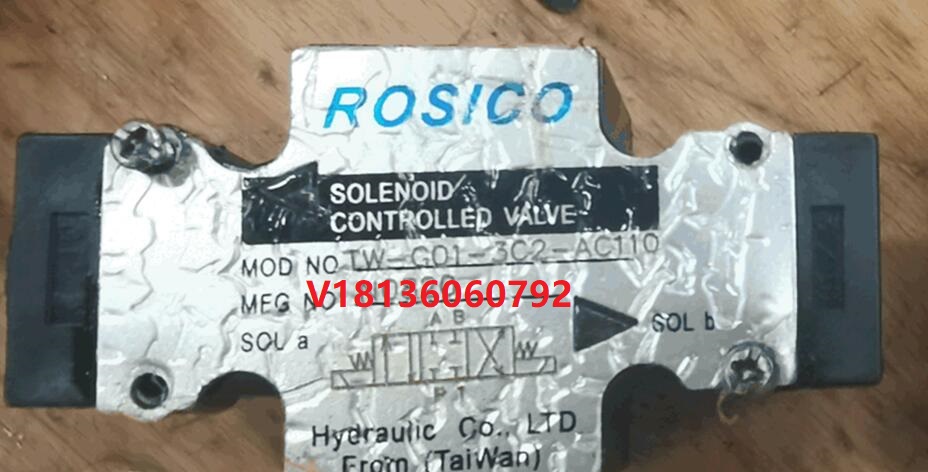 ROSICO
SOLENOID
CONTROLLED VALVE
MOD NO TW-G01-3C2-AC110
MEG NO
V18136060792
A B
SOL a
SOL b
P T
Hydraulic Co., LTD
From (TaiWan)